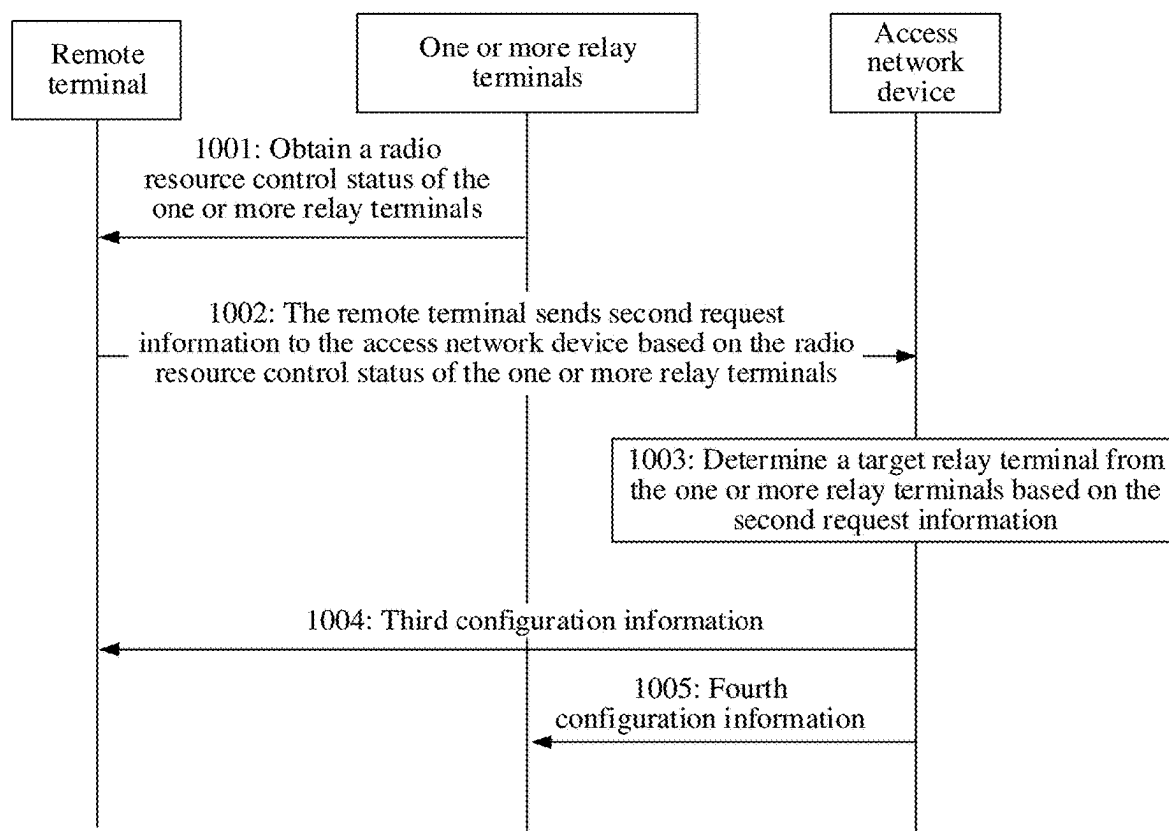 Remote
terminal
One or more relay
terminals
Access
network
device
1001: Obtain a radio
resource control status of the
one or more relay terminals
1002: The remote terminal sends second request
information to the access network device based on the radio
resource control status of the one or more relay terminals
1003: Determine a target relay terminal from
the one or more relay terminals based on the
second request information
1004: Third configuration information
1005: Fourth
configuration information